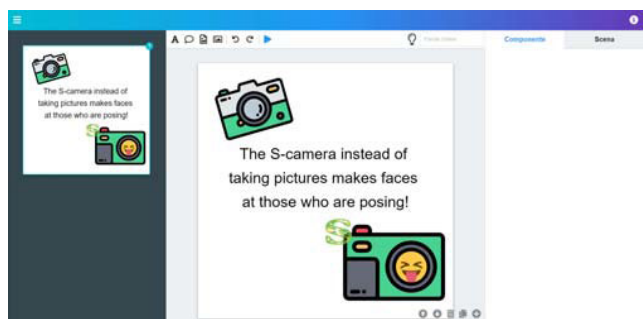 Componente
Scena
The S-camera instead of
taking pictures makes faces
at those who are posing!
S
The S-camera instead of
taking pictures makes faces
at those who are posing!
S